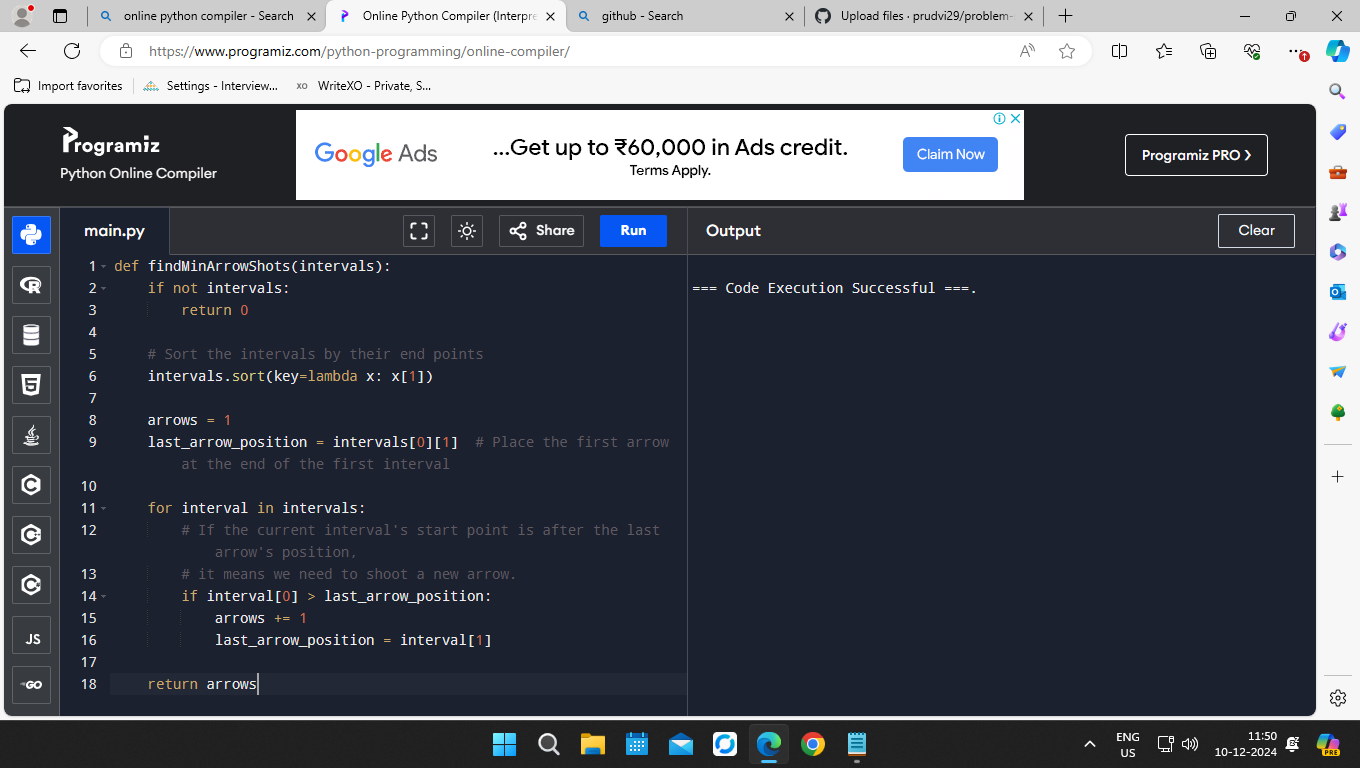 online python compiler - Search
Online Python Compiler (Interpre
github - Search
Upload files · prudvi29/problem-
https://www.programiz.com/python-programming/online-compiler/
Import favorites
Settings - Interview...
XO WriteXO - Private, S...
Programiz
Python Online Compiler
Google Ads
...Get up to ₹60,000 in Ads credit.
Terms Apply.
Claim Now
Programiz PRO
main.py
Share
Run
Output
Clear
1 def findMinArrowShots(intervals):
2 if not intervals:
3 return 0
4
5 # Sort the intervals by their end points
6 intervals.sort(key=lambda x: x[1])
7
8 arrows = 1
9 last_arrow_position = intervals[0][1] # Place the first arrow
at the end of the first interval
10
11 for interval in intervals:
12 # If the current interval's start point is after the last
arrow's position,
13 # it means we need to shoot a new arrow.
14 if interval[0] > last_arrow_position:
15 arrows += 1
16 last_arrow_position = interval[1]
17
18 return arrows
=== Code Execution Successful ===.
R
JS
GO
ENG
US
11:50
10-12-2024
PRE